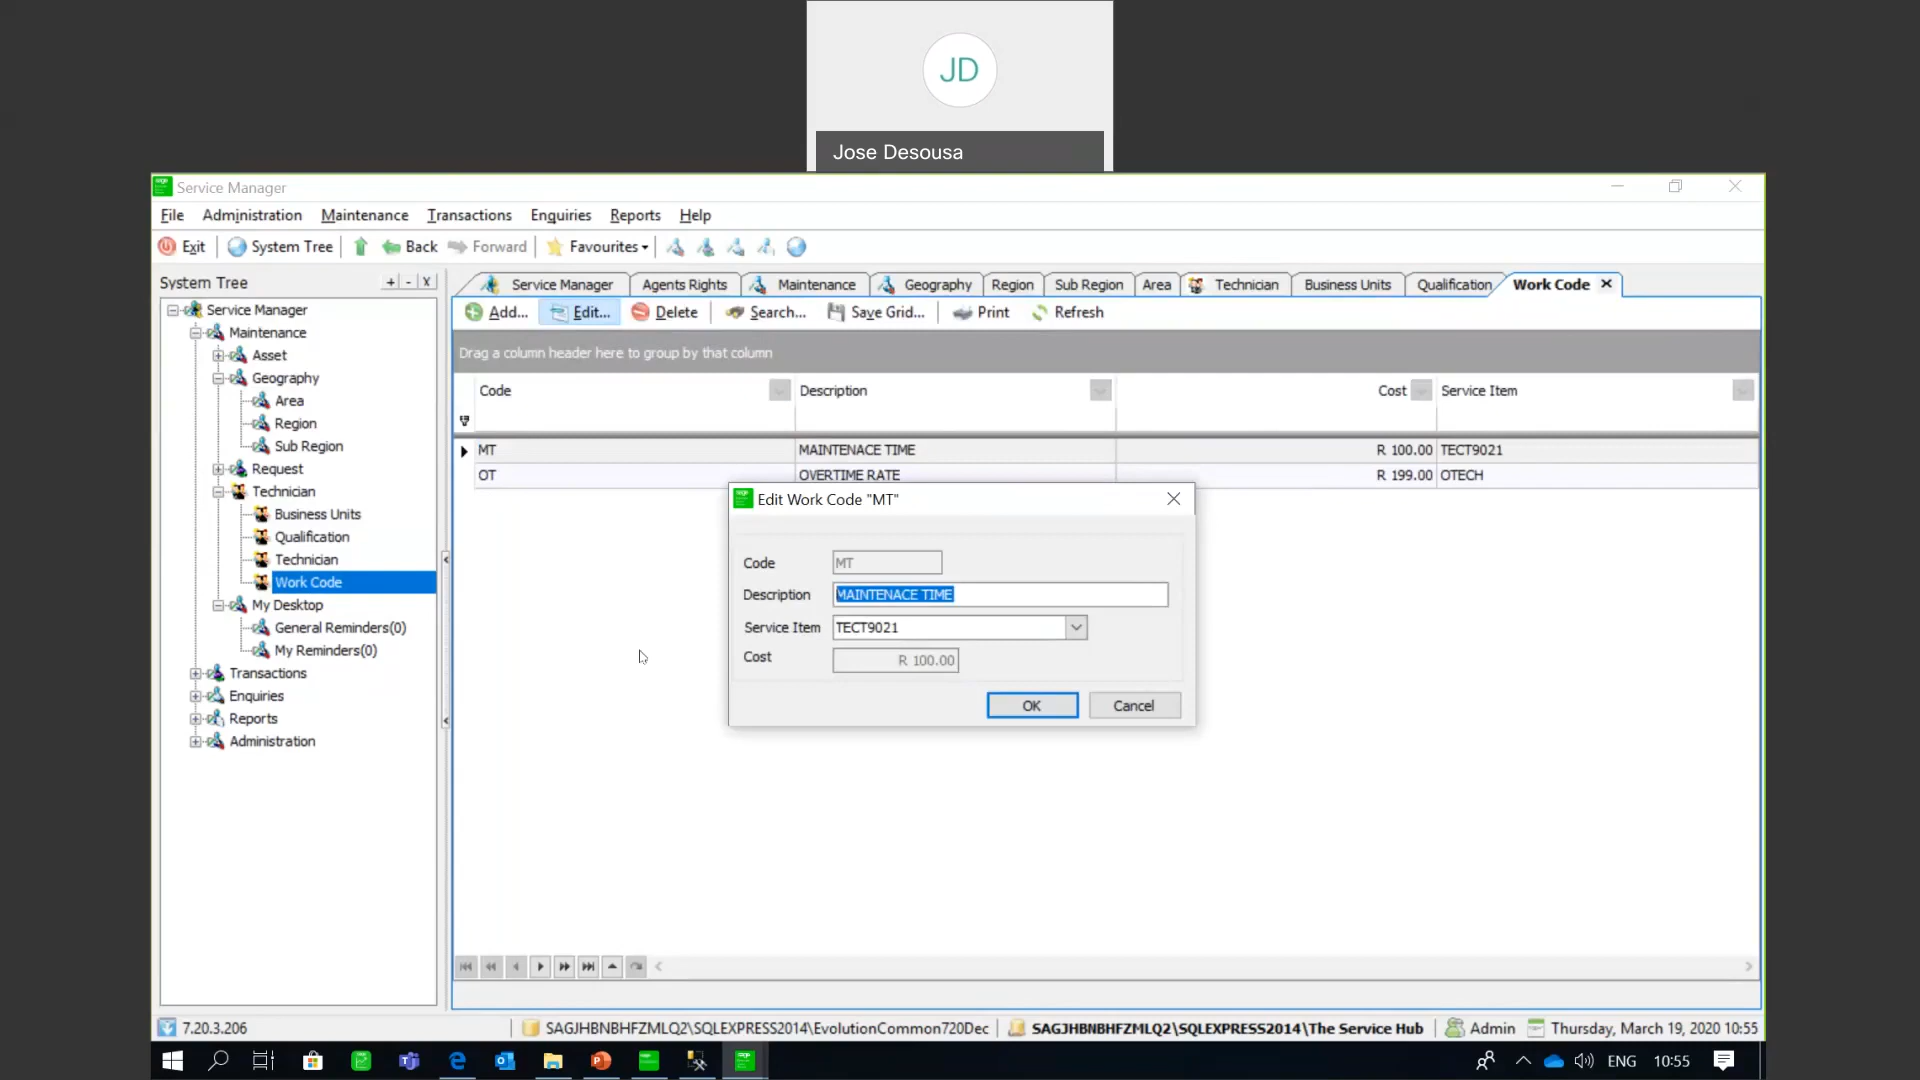 JD
Jose Desousa
Service Manager
File Administration Maintenance Transactions Enquiries Reports Help
Exit System Tree Back Forward Favourites
System Tree + - X
Service Manager Agents Rights Maintenance Geography Region Sub Region Area Technician Business Units Qualification Work Code
Add... Edit... Delete Search... Save Grid... Print Refresh
Drag a column header here to group by that column
Code Description Cost Service Item
MT MAINTENACE TIME R 100.00 TECT9021
OT OVERTIME RATE R 199.00 OTECH
Service Manager
Maintenance
Asset
Geography
Area
Region
Sub Region
Request
Technician
Business Units
Qualification
Technician
Work Code
My Desktop
General Reminders(0)
My Reminders(0)
Transactions
Enquiries
Reports
Administration
Edit Work Code "MT"
Code MT
Description MAINTENACE TIME
Service Item TECT9021
Cost R 100.00
OK Cancel
7.20.3.206 SAGJHBNBHFZMLQ2\SQLEXPRESS2014\EvolutionCommon720Dec SAGJHBNBHFZMLQ2\SQLEXPRESS2014\The Service Hub Admin Thursday, March 19, 2020 10:55
ENG 10:55